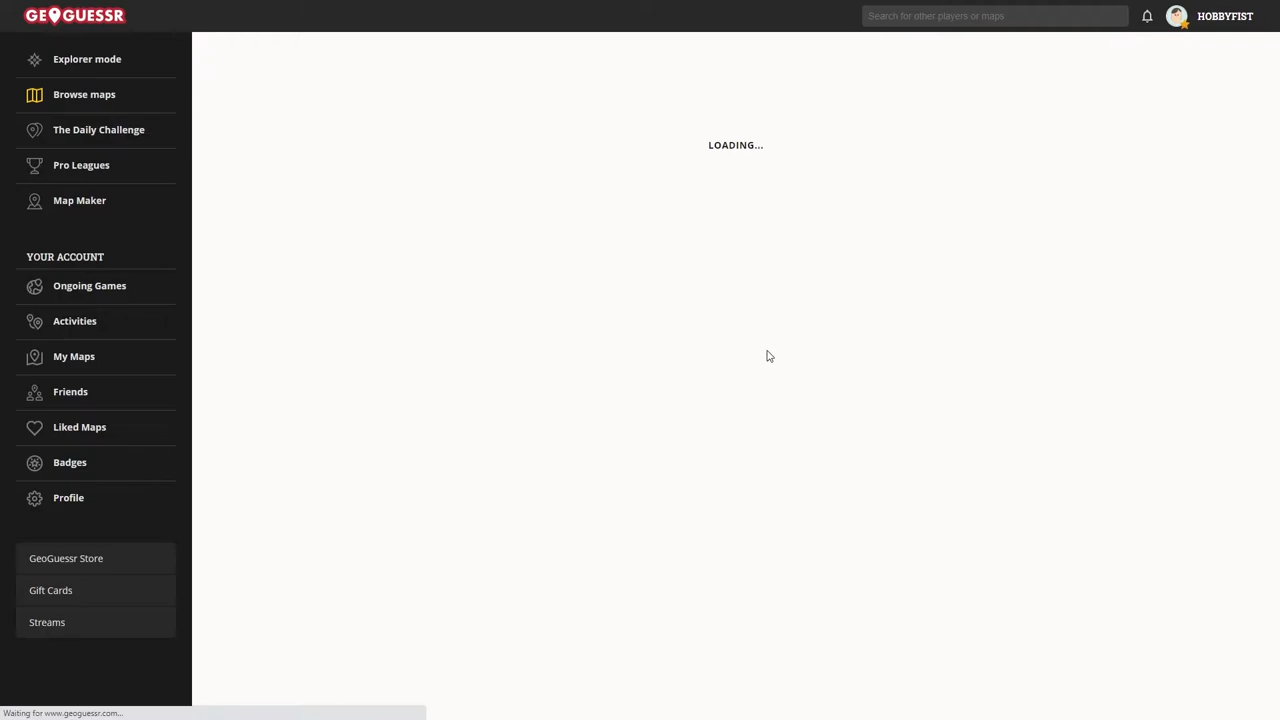 GEOGUESSR
Search for other players or maps
HOBBYFIST
Explorer mode
Browse maps
The Daily Challenge
Pro Leagues
Map Maker
LOADING...
YOUR ACCOUNT
Ongoing Games
Activities
My Maps
Friends
Liked Maps
Badges
Profile
GeoGuessr Store
Gift Cards
Streams
Waiting for www.geoguessr.com...